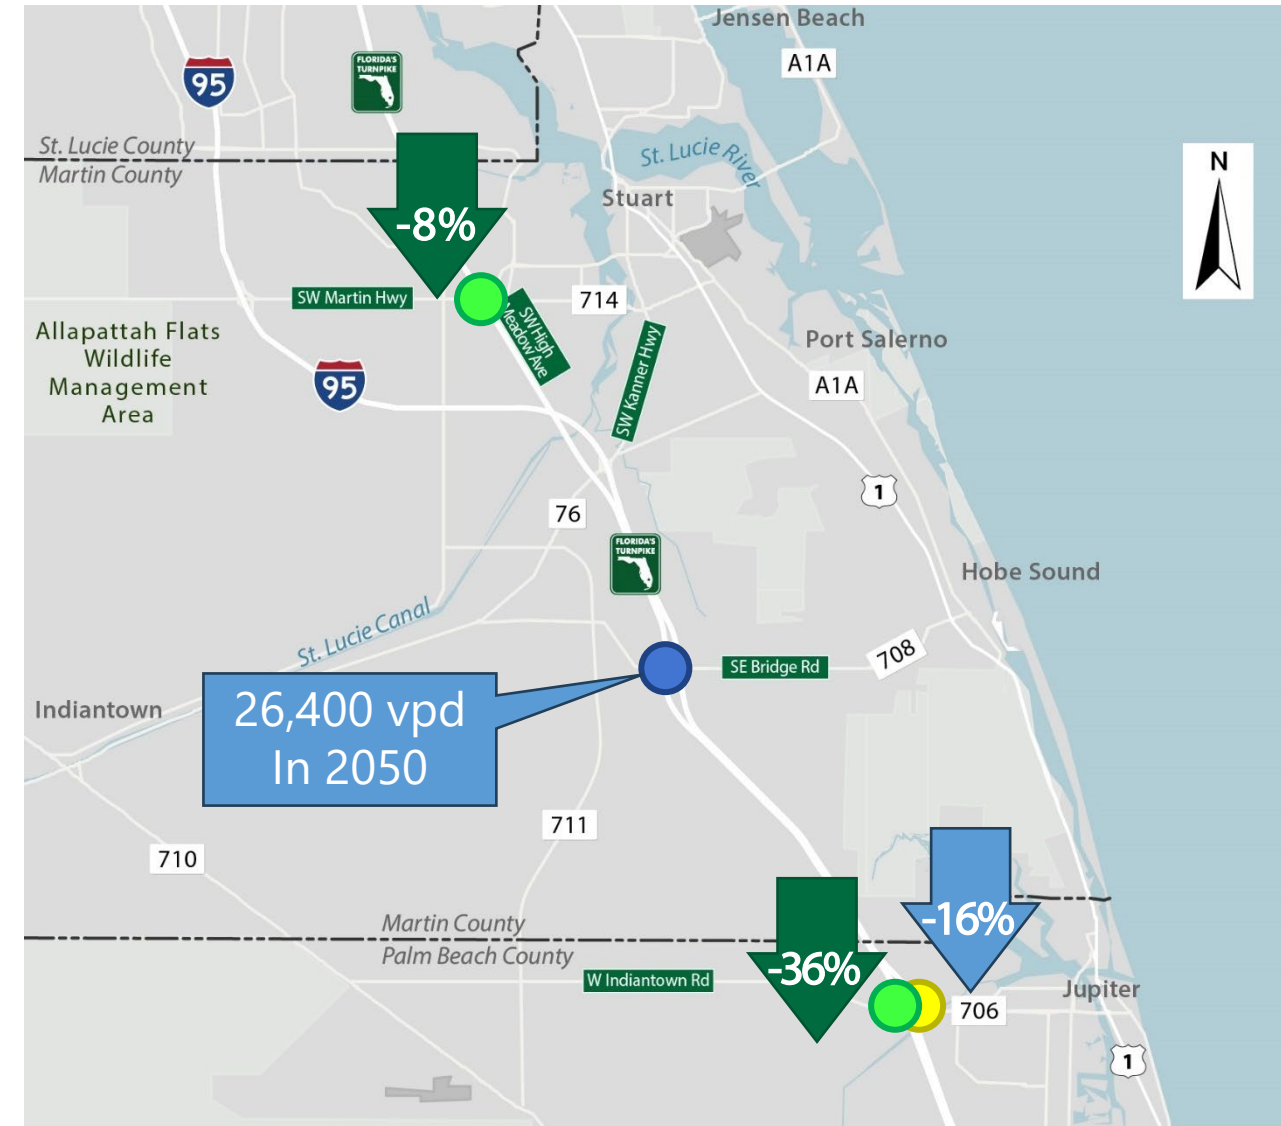 Jensen Beach
A1A
95
FLORIDA'S
TURNPIKE
St. Lucie County
Martin County
St. Lucie River
N
Stuart
-8%
SW Martin Hwy
714
SW High
Meadow Ave
Allapattah Flats
Wildlife
Management
Area
95
SW Kanner Hwy
Port Salerno
A1A
1
76
FLORIDA'S
TURNPIKE
Hobe Sound
St. Lucie Canal
708
SE Bridge Rd
26,400 vpd
In 2050
Indiantown
711
710
-16%
Martin County
Palm Beach County
-36%
W Indiantown Rd
Jupiter
706
1